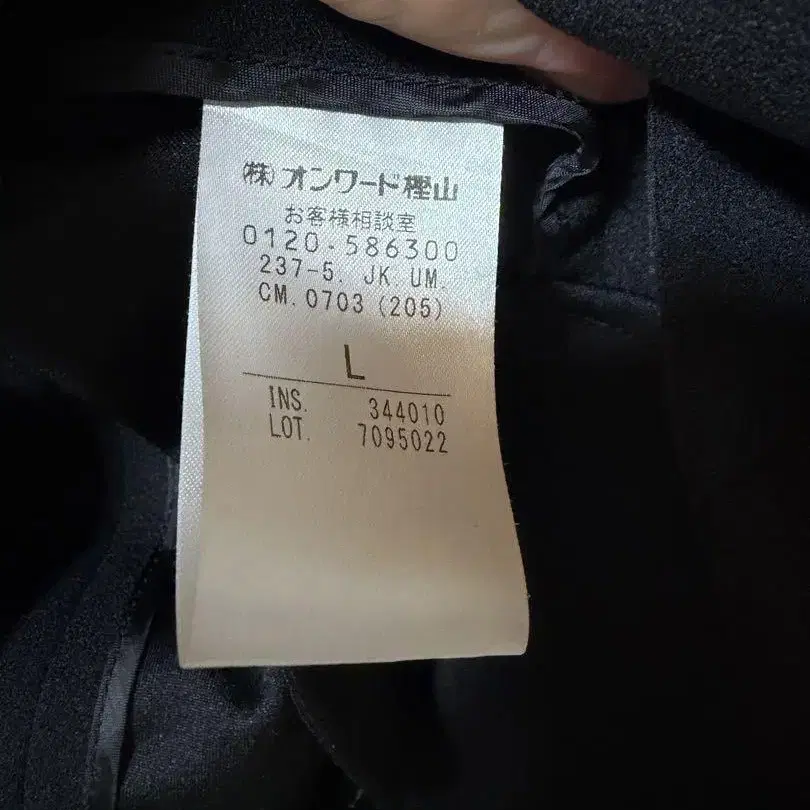 ㈱オンワード樫山
お客様相談室
0120-586300
237-5. JK. UM.
CM. 0703 (205)
L
INS. 344010
LOT. 7095022